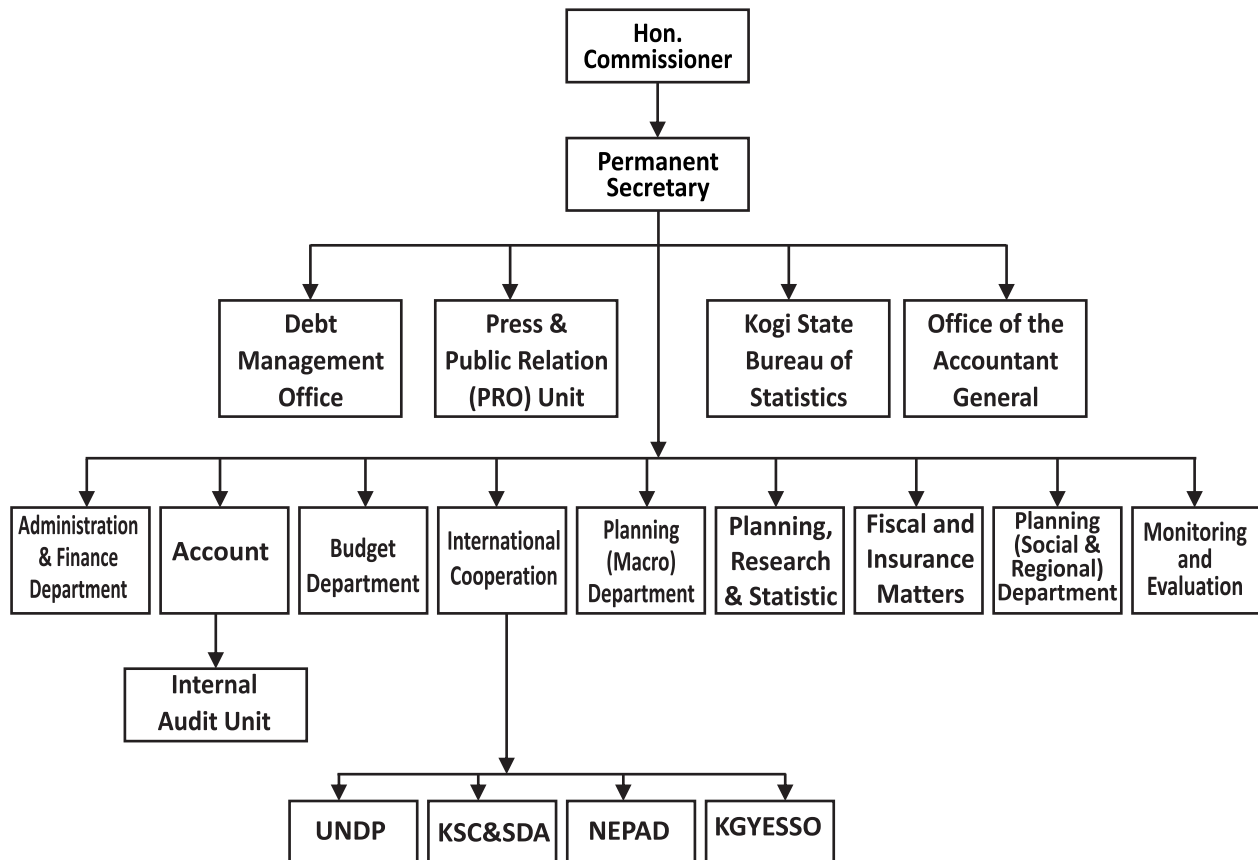 Hon.
Commissioner
Permanent
Secretary
Debt
Management
Office
Press &
Public Relation
(PRO) Unit
Kogi State
Bureau of
Statistics
Office of the
Accountant
General
Administration
& Finance
Department
Account
Budget
Department
International
Cooperation
Planning
(Macro)
Department
Planning,
Research
& Statistic
Fiscal and
Insurance
Matters
Planning
(Social &
Regional)
Department
Monitoring
and
Evaluation
Internal
Audit Unit
UNDP
KSC&SDA
NEPAD
KGYESSO